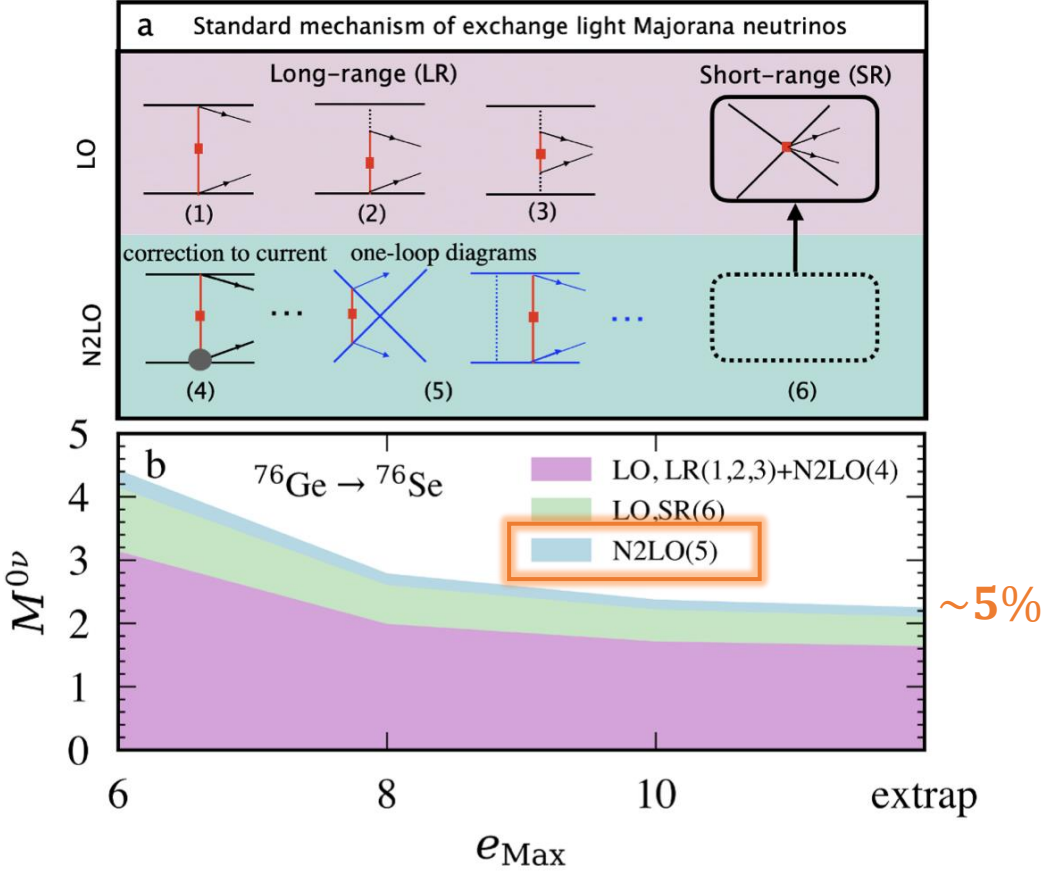 a Standard mechanism of exchange light Majorana neutrinos
Long-range (LR)
Short-range (SR)
LO
(1)
(2)
(3)
correction to current
one-loop diagrams
N2LO
...
...
(4)
(5)
(6)
b
⁷⁶Ge → ⁷⁶Se
LO, LR(1,2,3)+N2LO(4)
LO,SR(6)
N2LO(5)
~5%
M⁰ᵛ
5
4
3
2
1
0
6
8
10
extrap
eMax